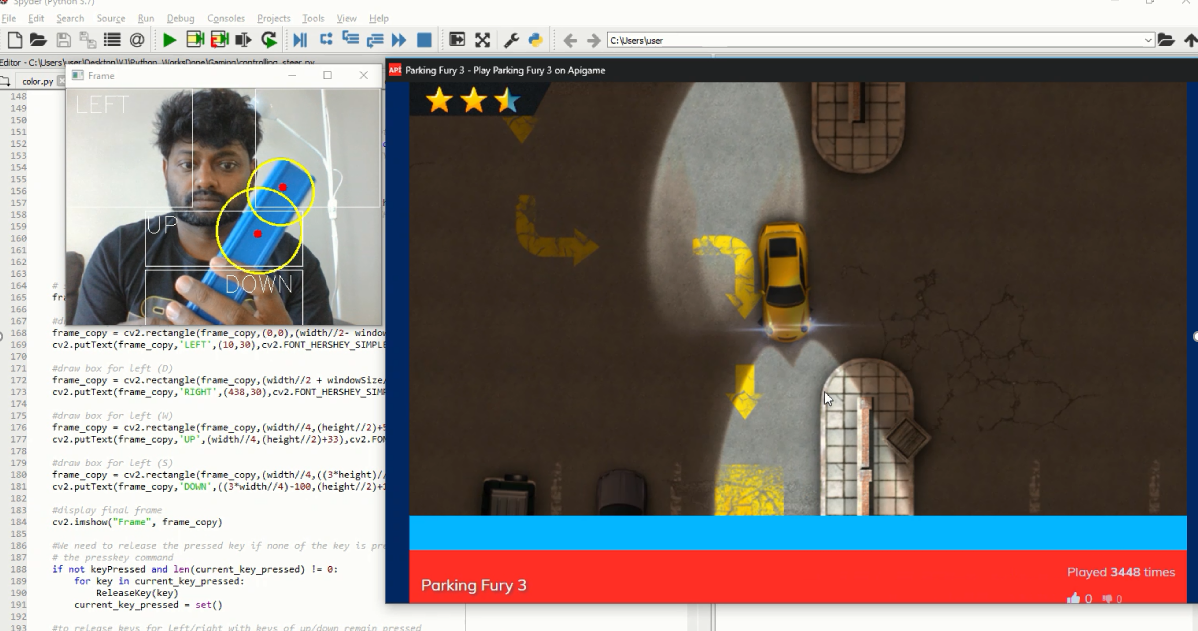 Spyder (Python 3.7)
File Edit Search Source Run Debug Consoles Projects Tools View Help
C:\Users\user
color.py
Frame
LEFT
UP
DOWN
API Parking Fury 3 - Play Parking Fury 3 on Apigame
148
149
150
151
152
153
154
155
156
157
158
159
160
161
162
163
164 #
165 fr
166
167 #d
168 frame_copy = cv2.rectangle(frame_copy,(0,0),(width//2- window
169 cv2.putText(frame_copy,'LEFT',(10,30),cv2.FONT_HERSHEY_SIMPLE
170
171 #draw box for left (D)
172 frame_copy = cv2.rectangle(frame_copy,(width//2 + windowSize/
173 cv2.putText(frame_copy,'RIGHT',(438,30),cv2.FONT_HERSHEY_SIMP
174
175 #draw box for left (W)
176 frame_copy = cv2.rectangle(frame_copy,(width//4,(height//2)+5
177 cv2.putText(frame_copy,'UP',(width//4,(height//2)+33),cv2.FON
178
179 #draw box for left (S)
180 frame_copy = cv2.rectangle(frame_copy,(width//4,((3*height)//
181 cv2.putText(frame_copy,'DOWN',((3*width//4)-100,(height//2)+1
182
183 #display final frame
184 cv2.imshow("Frame", frame_copy)
185
186 #We need to release the pressed key if none of the key is pre
187 # the presskey command
188 if not keyPressed and len(current_key_pressed) != 0:
189 for key in current_key_pressed:
190 ReleaseKey(key)
191 current_key_pressed = set()
192
193 #to release keys for left/right with keys of up/down remain pressed
Parking Fury 3
Played 3448 times
0 0